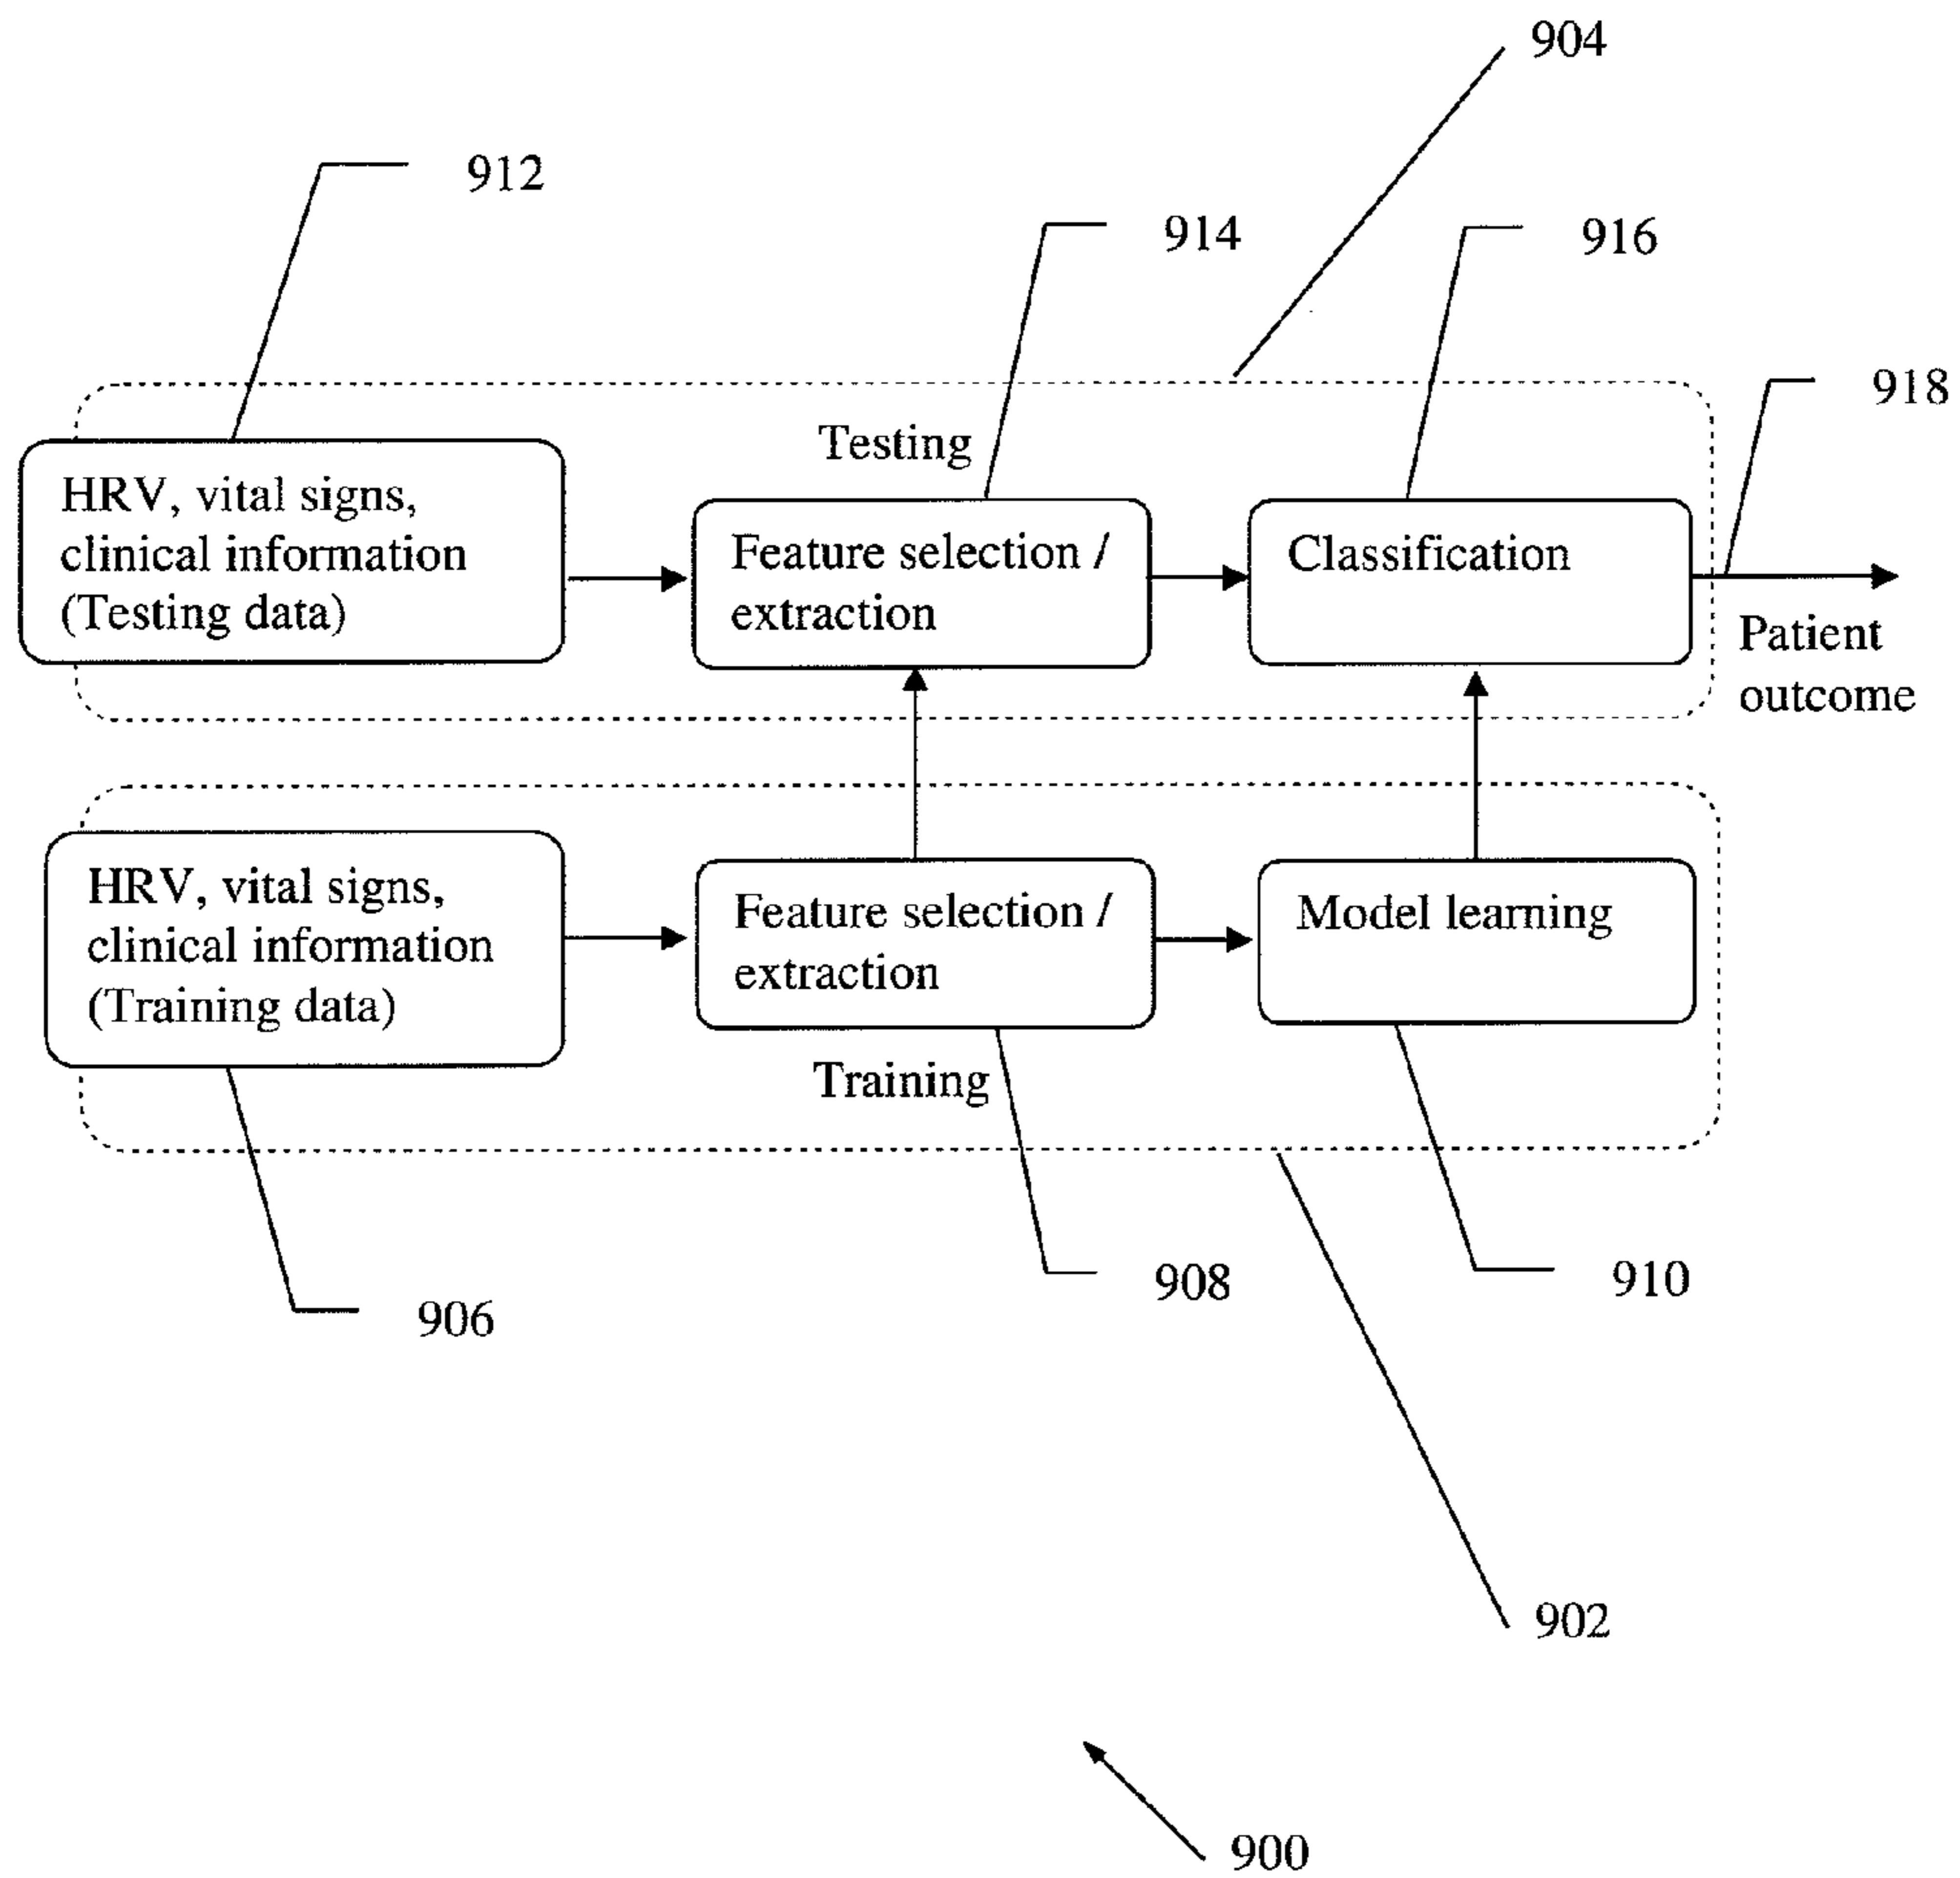 904
912
914
916
918
Testing
HRV, vital signs,
clinical information
(Testing data)
Feature selection /
extraction
Classification
Patient
outcome
HRV, vital signs,
clinical information
(Training data)
Feature selection /
extraction
Model learning
Training
906
908
910
902
900